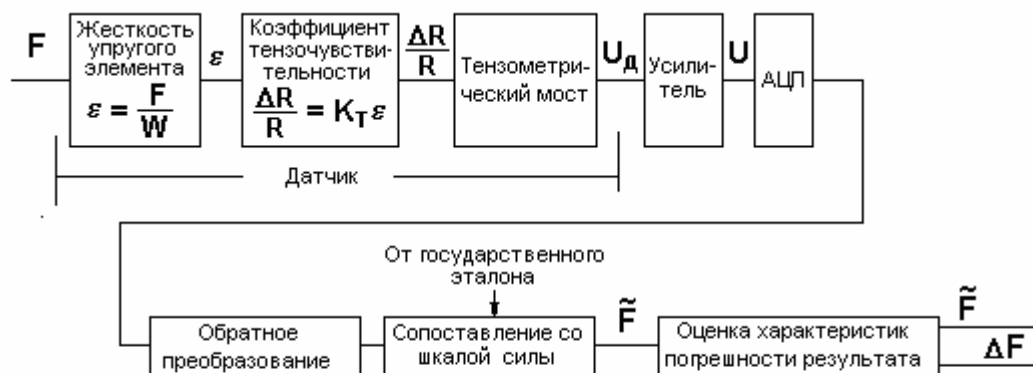 F
Жесткость
упругого
элемента
ε = F/W
ε
Коэффициент
тензочувстви-
тельности
ΔR/R = K_T ε
ΔR/R
Тензометри-
ческий мост
U_д
Усили-
тель
U
АЦП
Датчик
От государственного
эталона
Обратное
преобразование
Сопоставление со
шкалой силы
F̃
Оценка характеристик
погрешности результата
F̃
ΔF